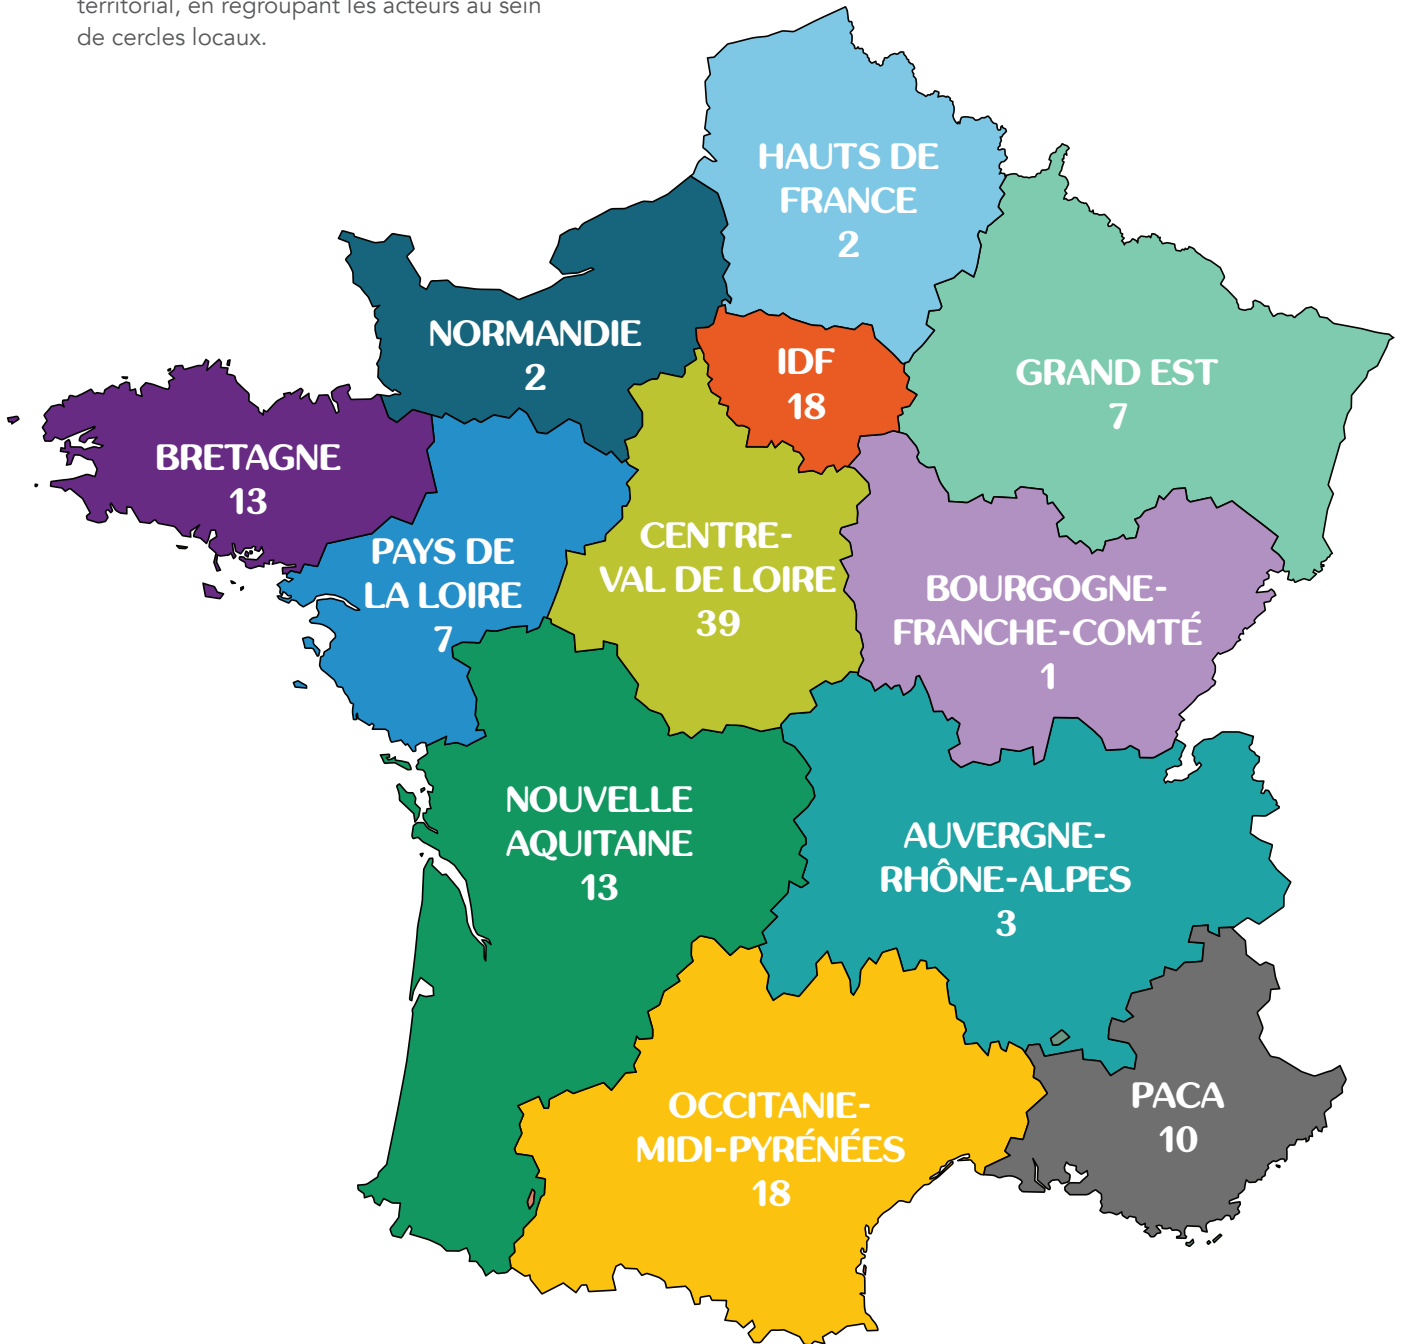 territorial, en regroupant les acteurs au sein
de cercles locaux.
HAUTS DE
FRANCE
2
NORMANDIE
2
IDF
18
GRAND EST
7
BRETAGNE
13
PAYS DE
LA LOIRE
7
CENTRE-
VAL DE LOIRE
39
BOURGOGNE-
FRANCHE-COMTÉ
1
NOUVELLE
AQUITAINE
13
AUVERGNE-
RHÔNE-ALPES
3
OCCITANIE-
MIDI-PYRÉNÉES
18
PACA
10